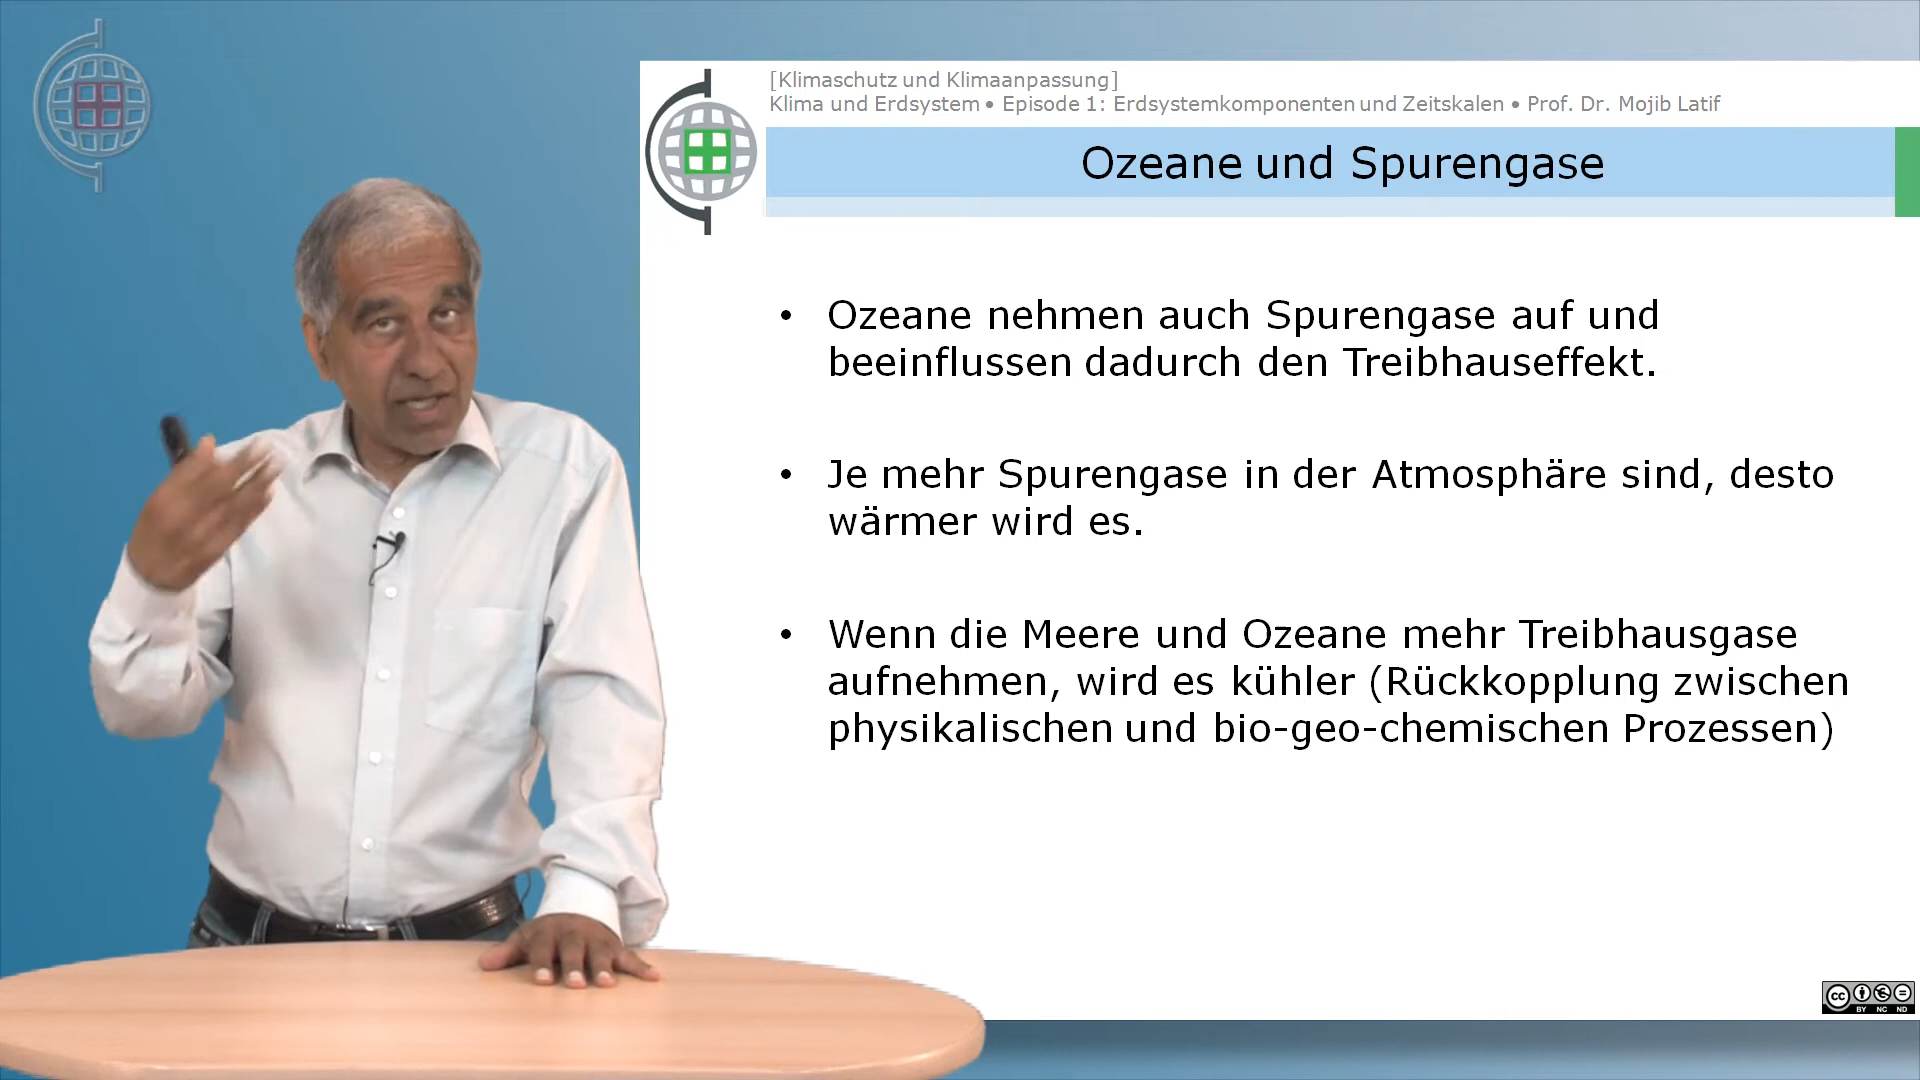 [Klimaschutz und Klimaanpassung]
Klima und Erdsystem • Episode 1: Erdsystemkomponenten und Zeitskalen • Prof. Dr. Mojib Latif
Ozeane und Spurengase
• Ozeane nehmen auch Spurengase auf und
beeinflussen dadurch den Treibhauseffekt.
• Je mehr Spurengase in der Atmosphäre sind, desto
wärmer wird es.
• Wenn die Meere und Ozeane mehr Treibhausgase
aufnehmen, wird es kühler (Rückkopplung zwischen
physikalischen und bio-geo-chemischen Prozessen)
cc
BY NC ND